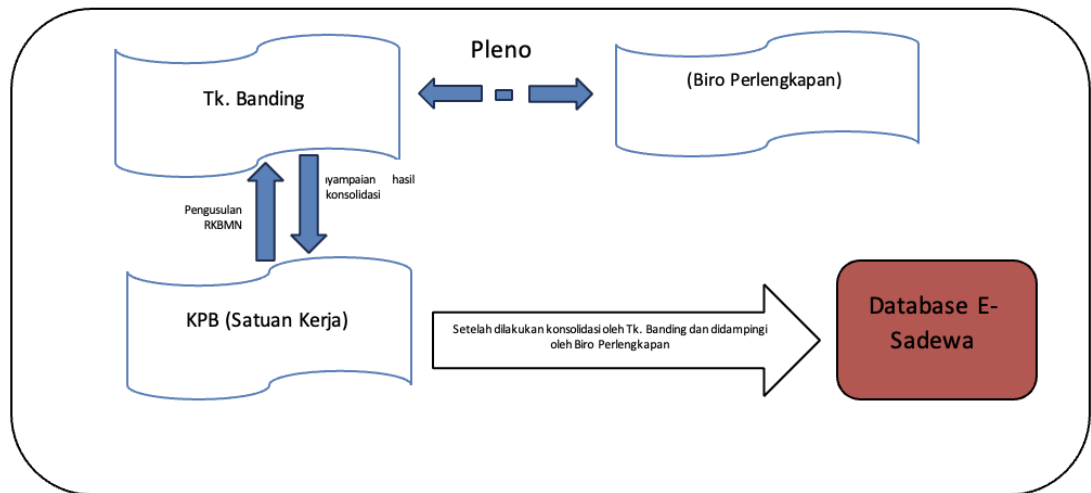 Pleno
Tk. Banding
(Biro Perlengkapan)
Pengusulan
RKBMN
yampaian hasil
konsolidasi
KPB (Satuan Kerja)
Setelah dilakukan konsolidasi oleh Tk. Banding dan didampingi
oleh Biro Perlengkapan
Database E-
Sadewa